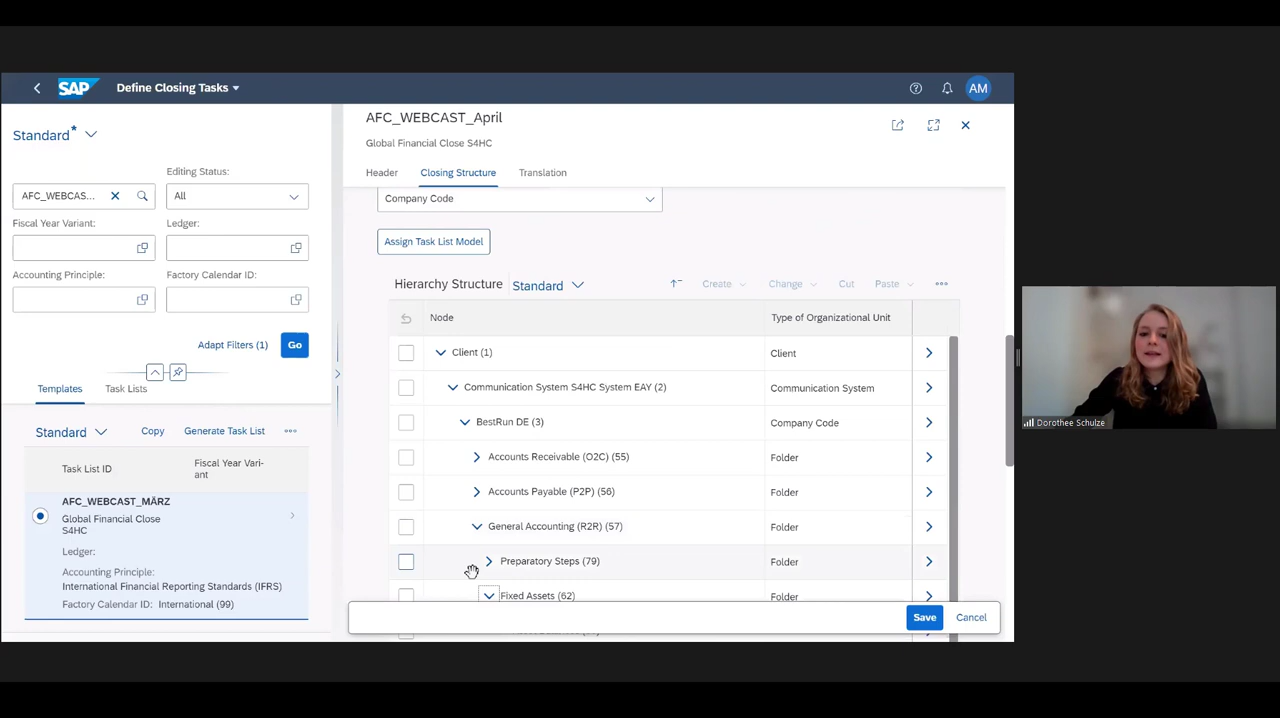 SAP Define Closing Tasks
AM
Standard*
Editing Status:
AFC_WEBCAS...
All
Fiscal Year Variant:
Ledger:
Accounting Principle:
Factory Calendar ID:
Adapt Filters (1)
Go
Templates
Task Lists
Standard
Copy
Generate Task List
Task List ID
Fiscal Year Vari-
ant
AFC_WEBCAST_MÄRZ
Global Financial Close
S4HC
Ledger:
Accounting Principle:
International Financial Reporting Standards (IFRS)
Factory Calendar ID: International (99)
AFC_WEBCAST_April
Global Financial Close S4HC
Header
Closing Structure
Translation
Company Code
Assign Task List Model
Hierarchy Structure
Standard
Create
Change
Cut
Paste
Node
Type of Organizational Unit
Client (1)
Client
Communication System S4HC System EAY (2)
Communication System
BestRun DE (3)
Company Code
Accounts Receivable (O2C) (55)
Folder
Accounts Payable (P2P) (56)
Folder
General Accounting (R2R) (57)
Folder
Preparatory Steps (79)
Folder
Fixed Assets (62)
Folder
Save
Cancel
Dorothee Schulze